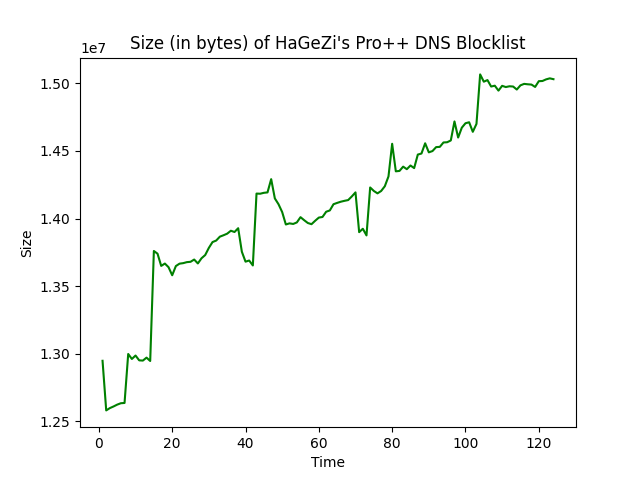 Size (in bytes) of HaGeZi's Pro++ DNS Blocklist
1e7
1.50
1.45
1.40
1.35
1.30
1.25
Size
0 20 40 60 80 100 120
Time